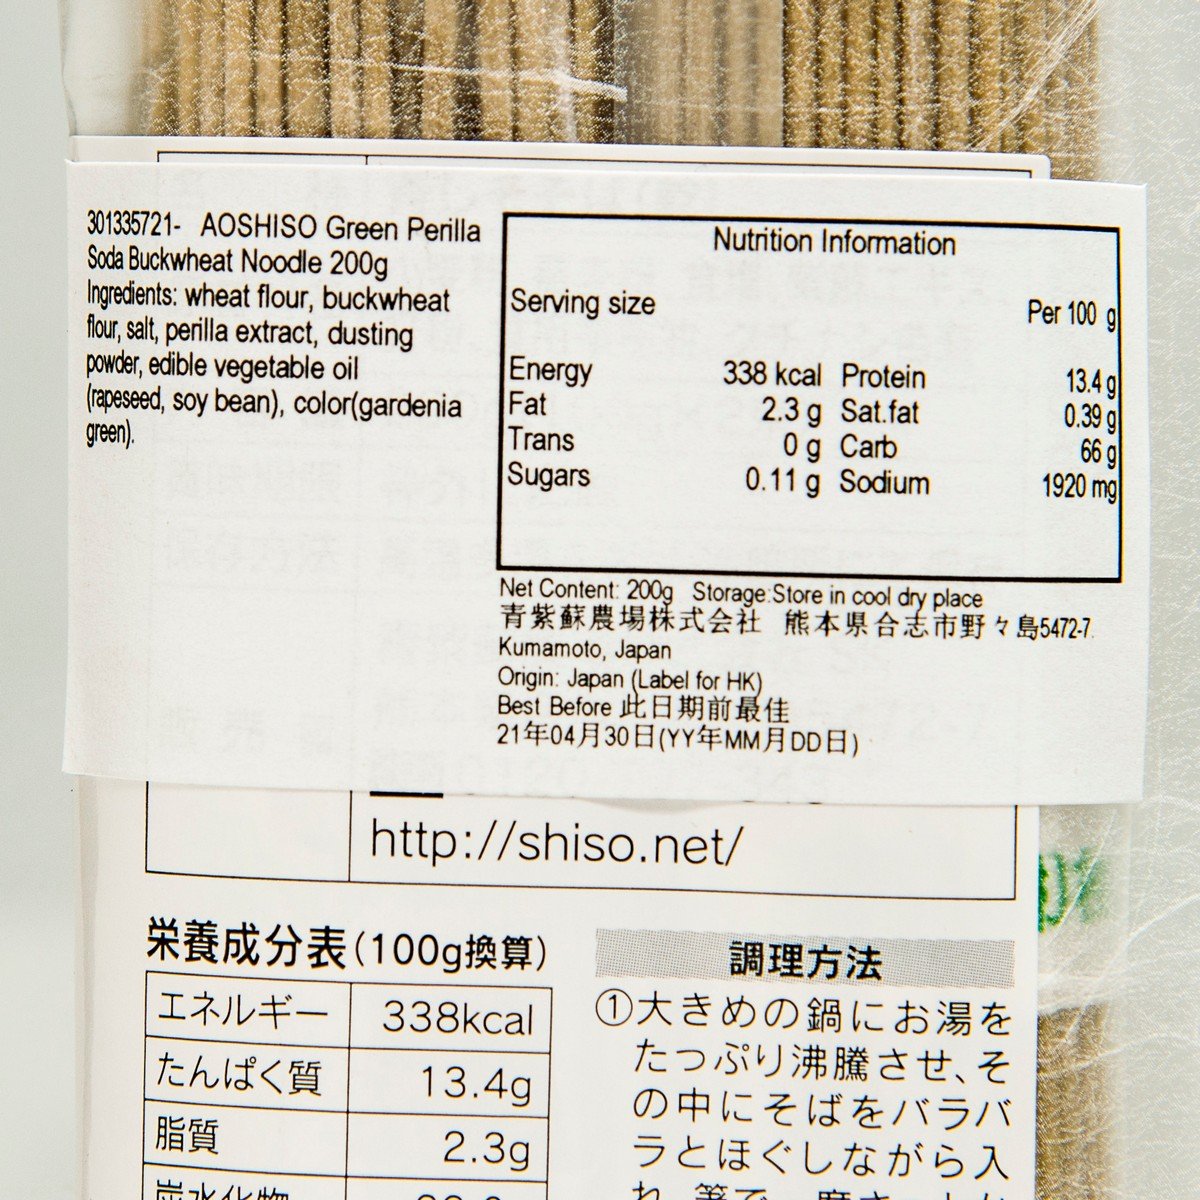 301335721- AOSHISO Green Perilla
Soda Buckwheat Noodle 200g
Ingredients: wheat flour, buckwheat
flour, salt, perilla extract, dusting
powder, edible vegetable oil
(rapeseed, soy bean), color(gardenia
green).
Nutrition Information
Serving size Per 100 g
Energy 338 kcal Protein 13.4 g
Fat 2.3 g Sat.fat 0.39 g
Trans 0 g Carb 66 g
Sugars 0.11 g Sodium 1920 mg
Net Content: 200g Storage:Store in cool dry place
青紫蘇農場株式会社 熊本県合志市野々島5472-7.
Kumamoto, Japan
Origin: Japan (Label for HK)
Best Before 此日期前最佳
21年04月30日(YY年MM月DD日)
http://shiso.net/
栄養成分表(100g換算)
エネルギー 338kcal
たんぱく質 13.4g
脂質 2.3g
炭水化物
調理方法
①大きめの鍋にお湯を
たっぷり沸騰させ、そ
の中にそばをバラバ
ラとほぐしながら入